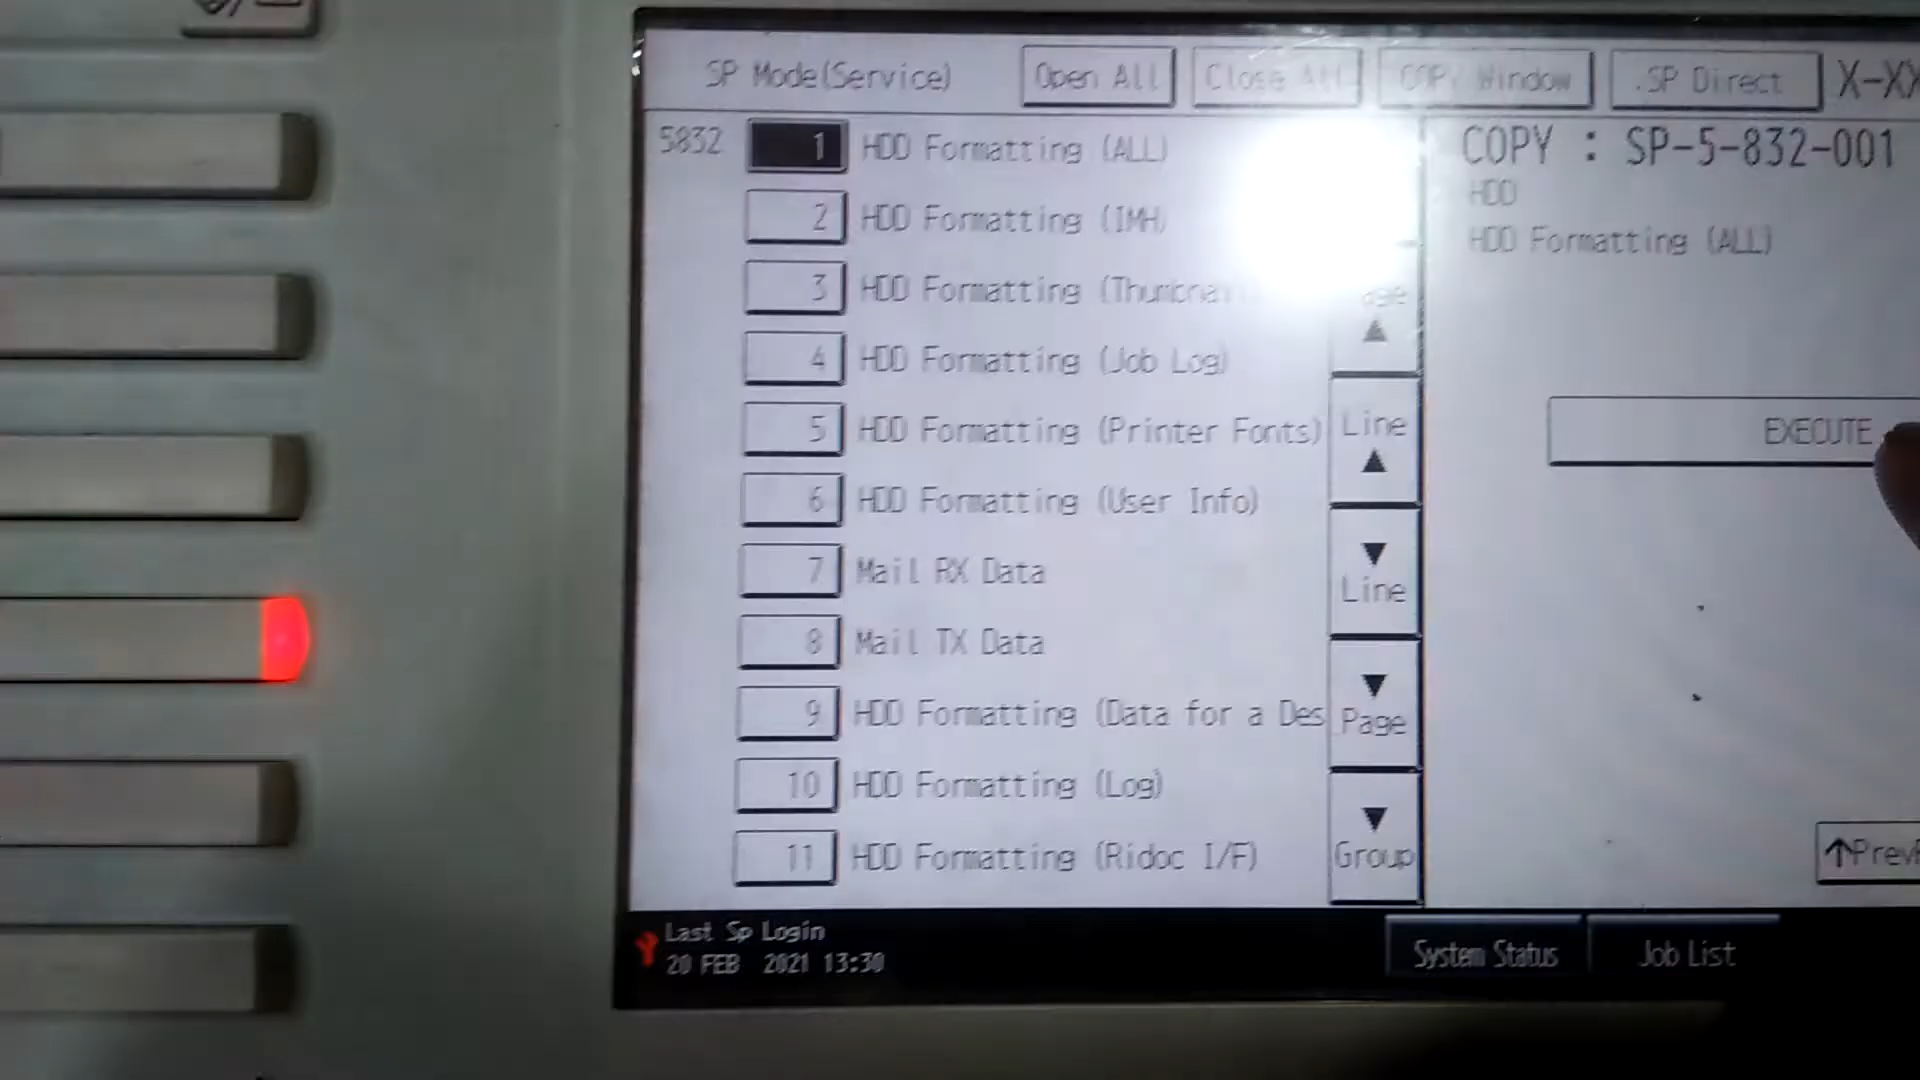 SP Mode(Service) Open All Close All COPY Window SP Direct
5832 1 HDD Formatting (ALL)
2 HDD Formatting (IMH)
3 HDD Formatting
4 HDD Formatting (Job Log)
5 HDD Formatting (Printer Fonts)
6 HDD Formatting (User Info)
7 Mail RX Data
8 Mail TX Data
9 HDD Formatting (Data for a Des
10 HDD Formatting (Log)
11 HDD Formatting (Ridoc I/F)
▲
Line
▲
▼
Line
▼
Page
▼
Group
COPY : SP-5-832-001
HDD
HDD Formatting (ALL)
EXECUTE
Last Sp Login
20 FEB 2021 13:30
System Status
Job List